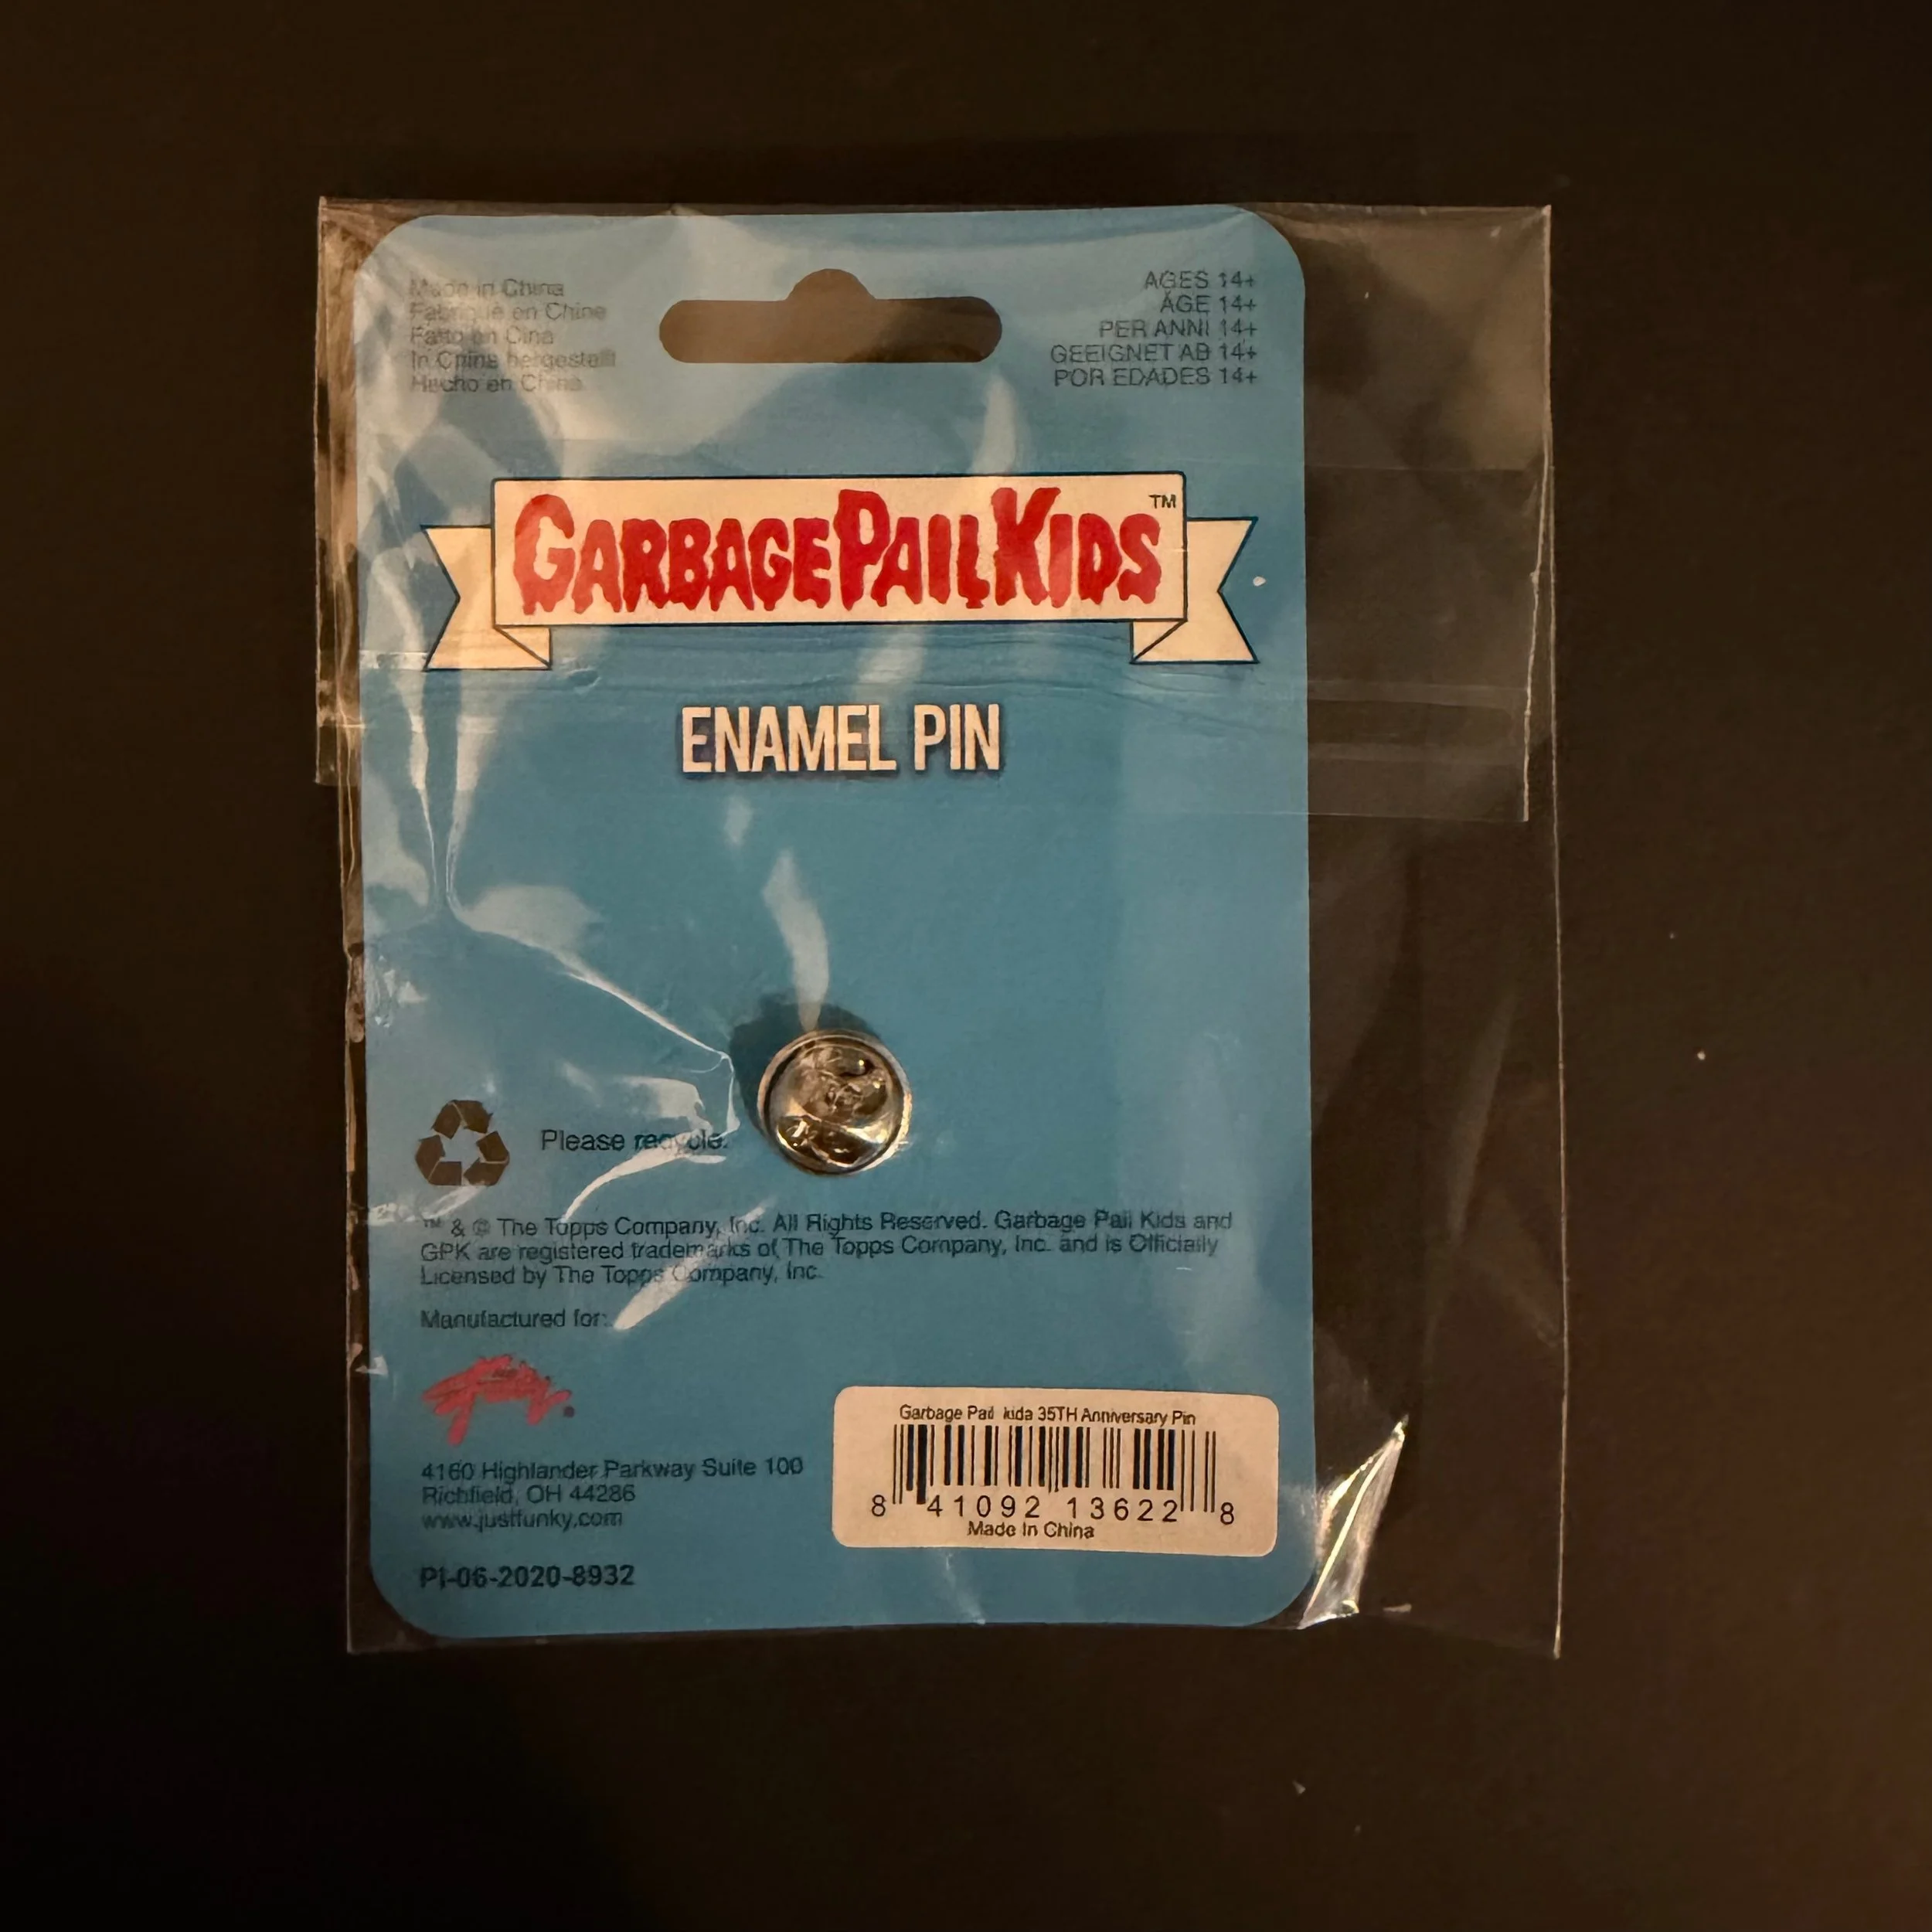 Made in China
Fabriqué en Chine
Fatto en Cina
In China hergestellt
Hecho en China
AGES 14+
ÂGE 14+
PER ANNI 14+
GEEIGNET AB 14+
POR EDADES 14+
GARBAGE PAIL KIDS™
ENAMEL PIN
Please recycle.
™ & © The Topps Company, Inc. All Rights Reserved. Garbage Pail Kids and
GPK are registered trademarks of The Topps Company, Inc. and is Officially
Licensed by The Topps Company, Inc.
Manufactured for:
4160 Highlander Parkway Suite 100
Richfield, OH 44286
www.justfunky.com
PI-06-2020-8932
Garbage Pail kida 35TH Anniversary Pin
8 41092 13622 8
Made In China